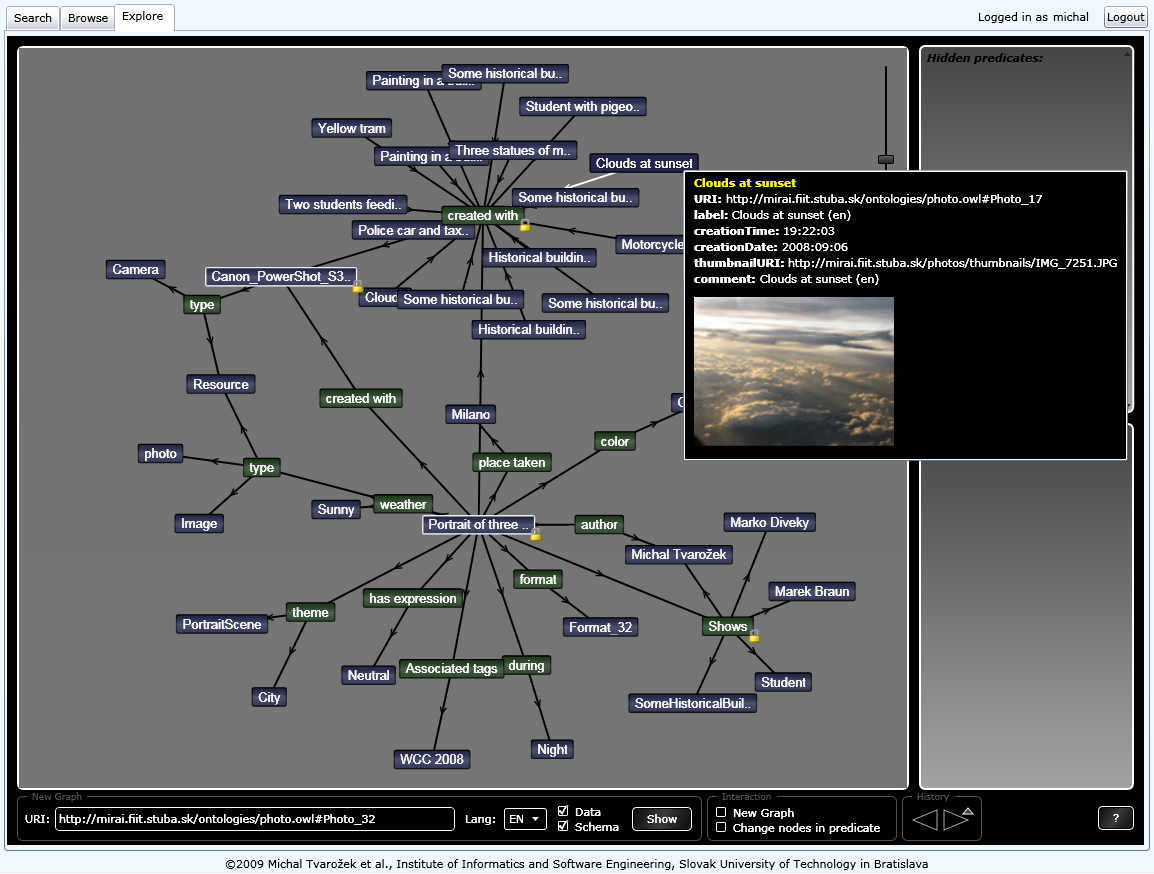 Search
Browse
Explore
Logged in as michal
Logout
Hidden predicates:
Some historical bu..
Painting in a
Student with pigeo..
Yellow tram
Three statues of m..
Painting in a
Clouds at sunset
Some historical bu..
Two students feedi..
created with
Police car and tax..
Motorcycle
Historical buildin..
Camera
Canon_PowerShot_S3..
Some historical bu..
Some historical bu..
type
Historical buildin..
Clouds at sunset
URI: http://mirai.fiit.stuba.sk/ontologies/photo.owl#Photo_17
label: Clouds at sunset (en)
creationTime: 19:22:03
creationDate: 2008:09:06
thumbnailURI: http://mirai.fiit.stuba.sk/photos/thumbnails/IMG_7251.JPG
comment: Clouds at sunset (en)
Resource
created with
Milano
color
photo
type
place taken
Sunny
weather
Image
Portrait of three ..
author
Marko Diveky
Michal Tvarožek
format
Marek Braun
has expression
theme
PortraitScene
Format_32
Shows
Neutral
Associated tags
during
Student
City
SomeHistoricalBuil..
Night
WCC 2008
New Graph
URI: http://mirai.fiit.stuba.sk/ontologies/photo.owl#Photo_32
Lang: EN
Data
Schema
Show
Interaction
New Graph
Change nodes in predicate
History
?
©2009 Michal Tvarožek et al., Institute of Informatics and Software Engineering, Slovak University of Technology in Bratislava